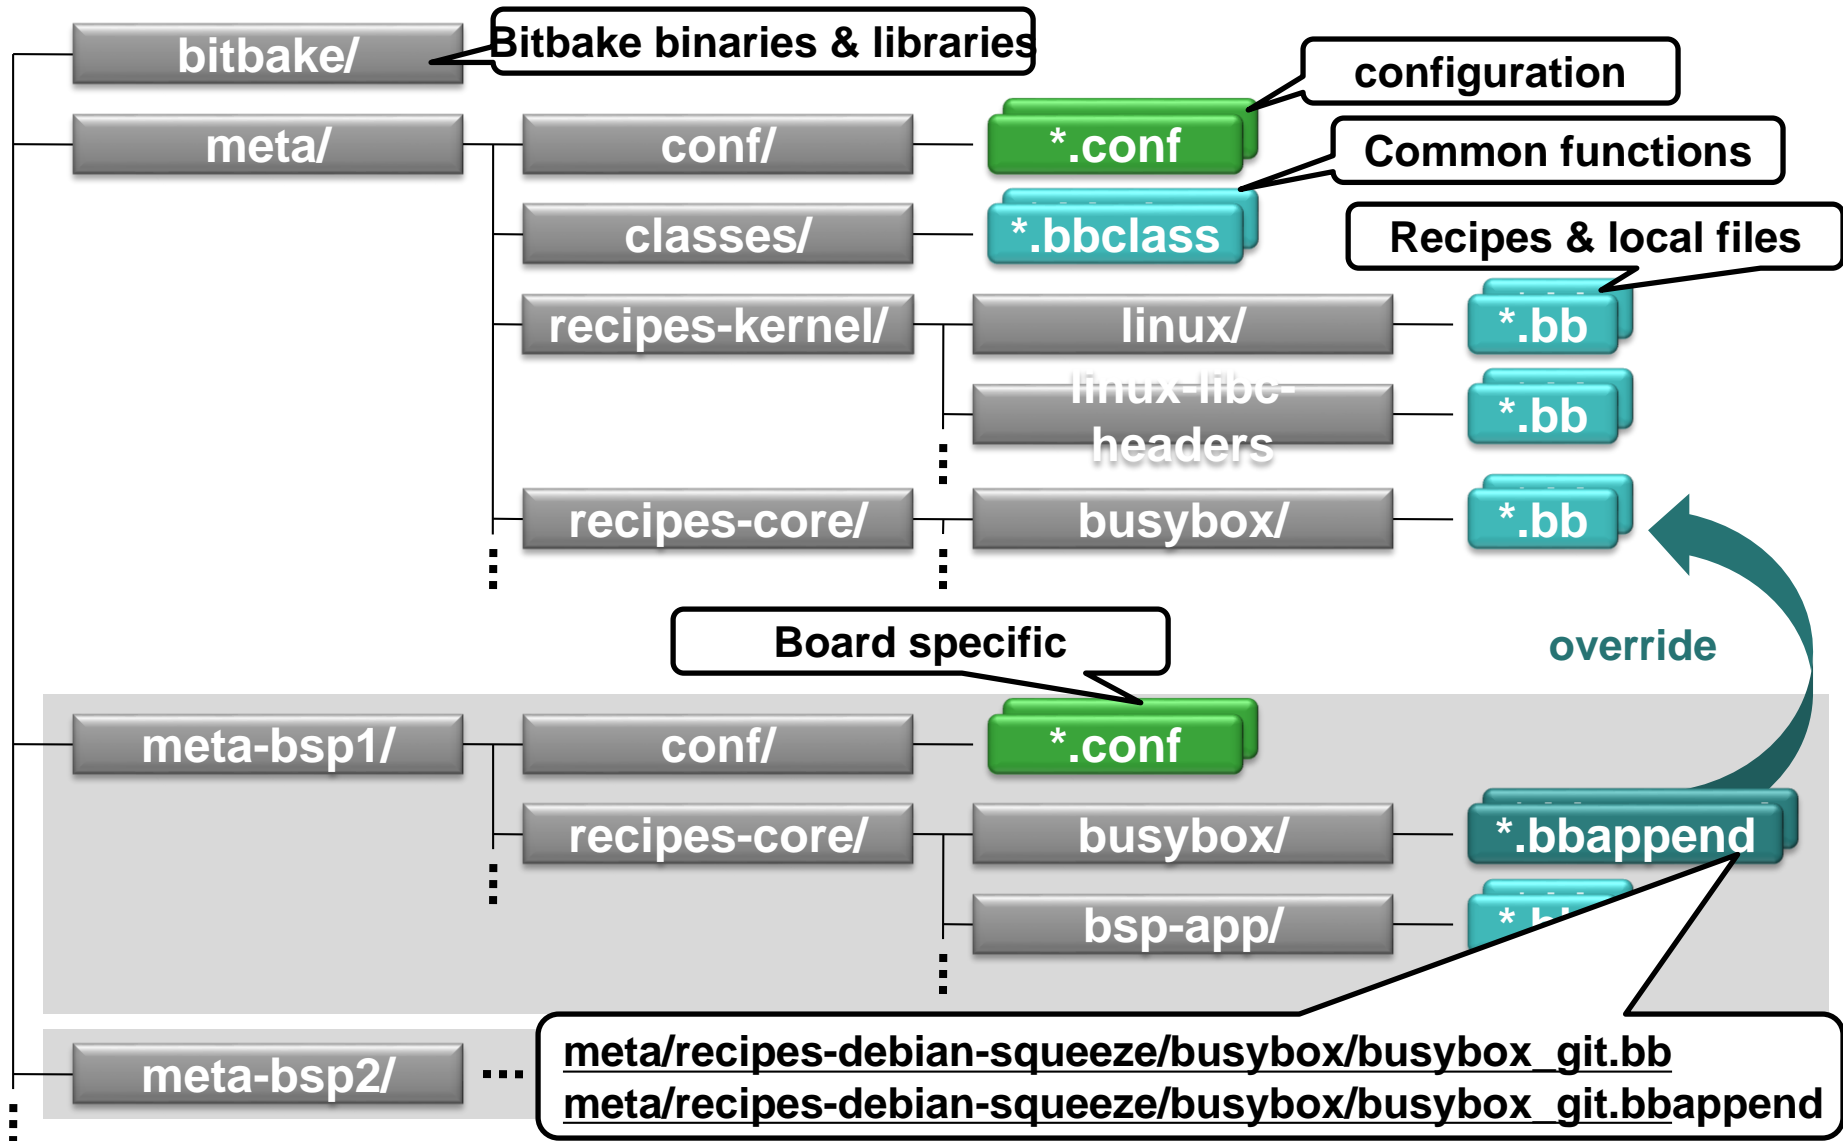 bitbake/
Bitbake binaries & libraries
configuration
meta/
conf/
*.conf
Common functions
classes/
*.bbclass
Recipes & local files
recipes-kernel/
linux/
*.bb
linux-libc-
headers
*.bb
recipes-core/
busybox/
*.bb
override
Board specific
meta-bsp1/
conf/
*.conf
recipes-core/
busybox/
*.bbappend
bsp-app/
meta-bsp2/
meta/recipes-debian-squeeze/busybox/busybox_git.bb
meta/recipes-debian-squeeze/busybox/busybox_git.bbappend